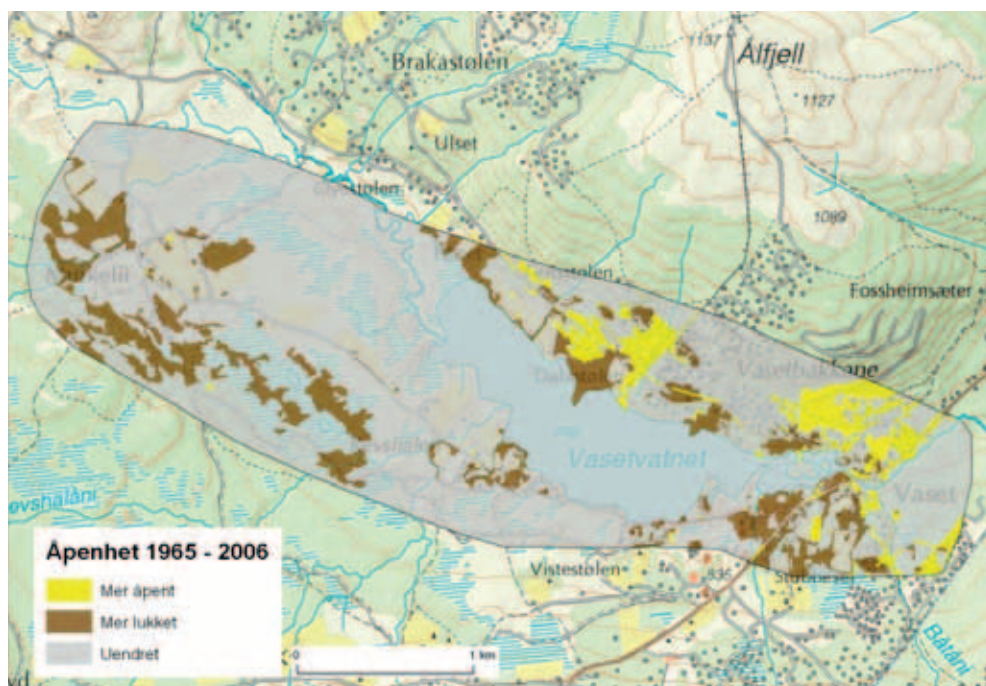 1137
Ålfjell
Brakastølen
1127
Ulset
1089
Fossheimsæter
Vasetbakkane
Vasetvatnet
Vaset
Åpenhet 1965 - 2006
Mer åpent
Mer lukket
Uendret
0
1 km
Vistestølen
Båtåni